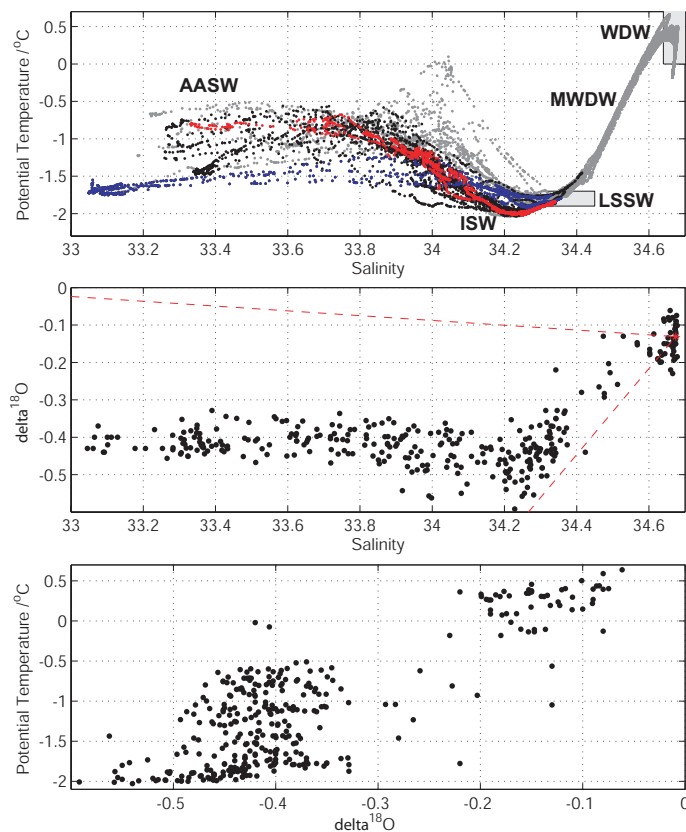 0.5
0
-0.5
-1
-1.5
-2
Potential Temperature /°C
WDW
AASW
MWDW
LSSW
ISW
33 33.2 33.4 33.6 33.8 34 34.2 34.4 34.6
Salinity
0
-0.1
-0.2
-0.3
-0.4
-0.5
delta18O
33 33.2 33.4 33.6 33.8 34 34.2 34.4 34.6
Salinity
0.5
0
-0.5
-1
-1.5
-2
Potential Temperature /°C
-0.5 -0.4 -0.3 -0.2 -0.1 0
delta18O